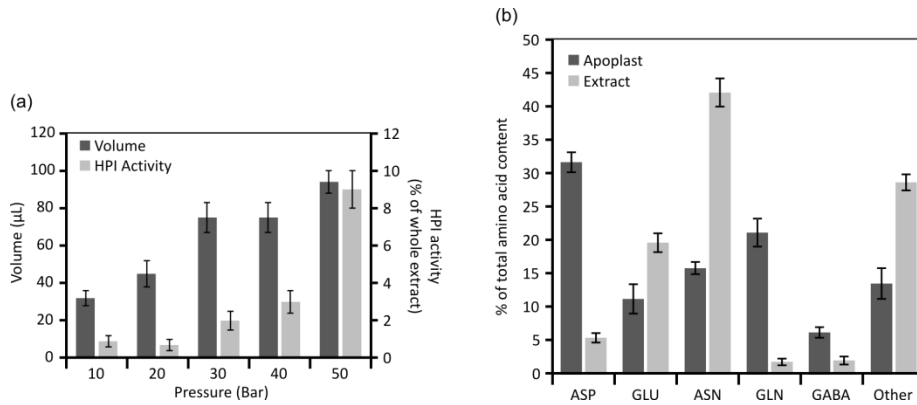 (a)
Volume
HPI Activity
120
100
80
60
40
20
0
Volume (µL)
12
10
8
6
4
2
0
HPI activity
(% of whole extract)
10 20 30 40 50
Pressure (Bar)
(b)
Apoplast
Extract
50
45
40
35
30
25
20
15
10
5
0
% of total amino acid content
ASP GLU ASN GLN GABA Other